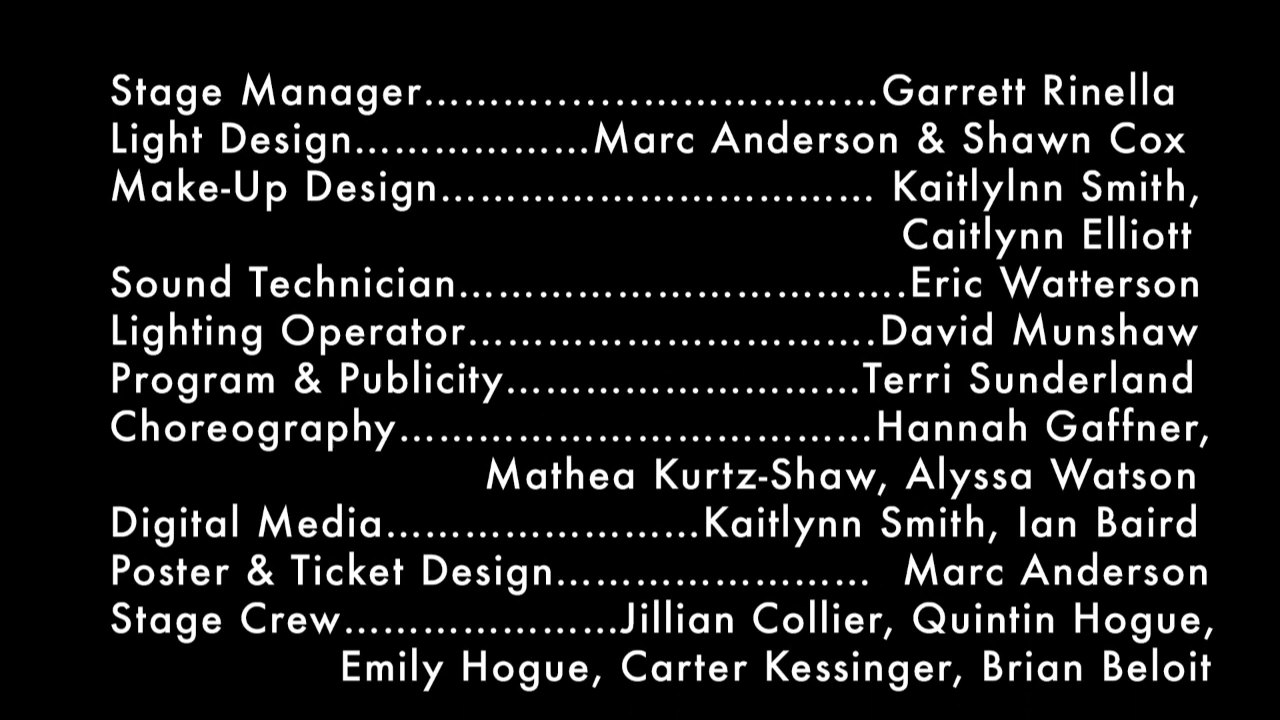 Stage Manager.......................................Garrett Rinella
Light Design.....................Marc Anderson & Shawn Cox
Make-Up Design....................................... Kaitlylnn Smith,
Caitlynn Elliott
Sound Technician........................................Eric Watterson
Lighting Operator.....................................David Munshaw
Program & Publicity................................Terri Sunderland
Choreography..........................................Hannah Gaffner,
Mathea Kurtz-Shaw, Alyssa Watson
Digital Media...........................Kaitlynn Smith, Ian Baird
Poster & Ticket Design........................... Marc Anderson
Stage Crew........................Jillian Collier, Quintin Hogue,
Emily Hogue, Carter Kessinger, Brian Beloit